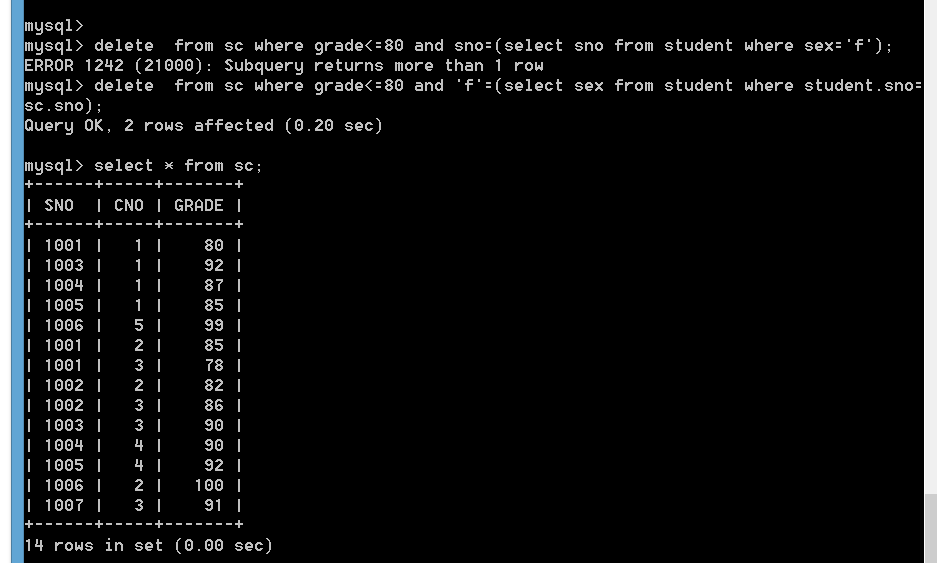 mysql>
mysql> delete  from sc where grade<=80 and sno=(select sno from student where sex='f');
ERROR 1242 (21000): Subquery returns more than 1 row
mysql> delete  from sc where grade<=80 and 'f'=(select sex from student where student.sno=
sc.sno);
Query OK, 2 rows affected (0.20 sec)
mysql> select * from sc;
+------+-----+-------+
| SNO  | CNO | GRADE |
+------+-----+-------+
| 1001 |   1 |    80 |
| 1003 |   1 |    92 |
| 1004 |   1 |    87 |
| 1005 |   1 |    85 |
| 1006 |   5 |    99 |
| 1001 |   2 |    85 |
| 1001 |   3 |    78 |
| 1002 |   2 |    82 |
| 1002 |   3 |    86 |
| 1003 |   3 |    90 |
| 1004 |   4 |    90 |
| 1005 |   4 |    92 |
| 1006 |   2 |   100 |
| 1007 |   3 |    91 |
+------+-----+-------+
14 rows in set (0.00 sec)